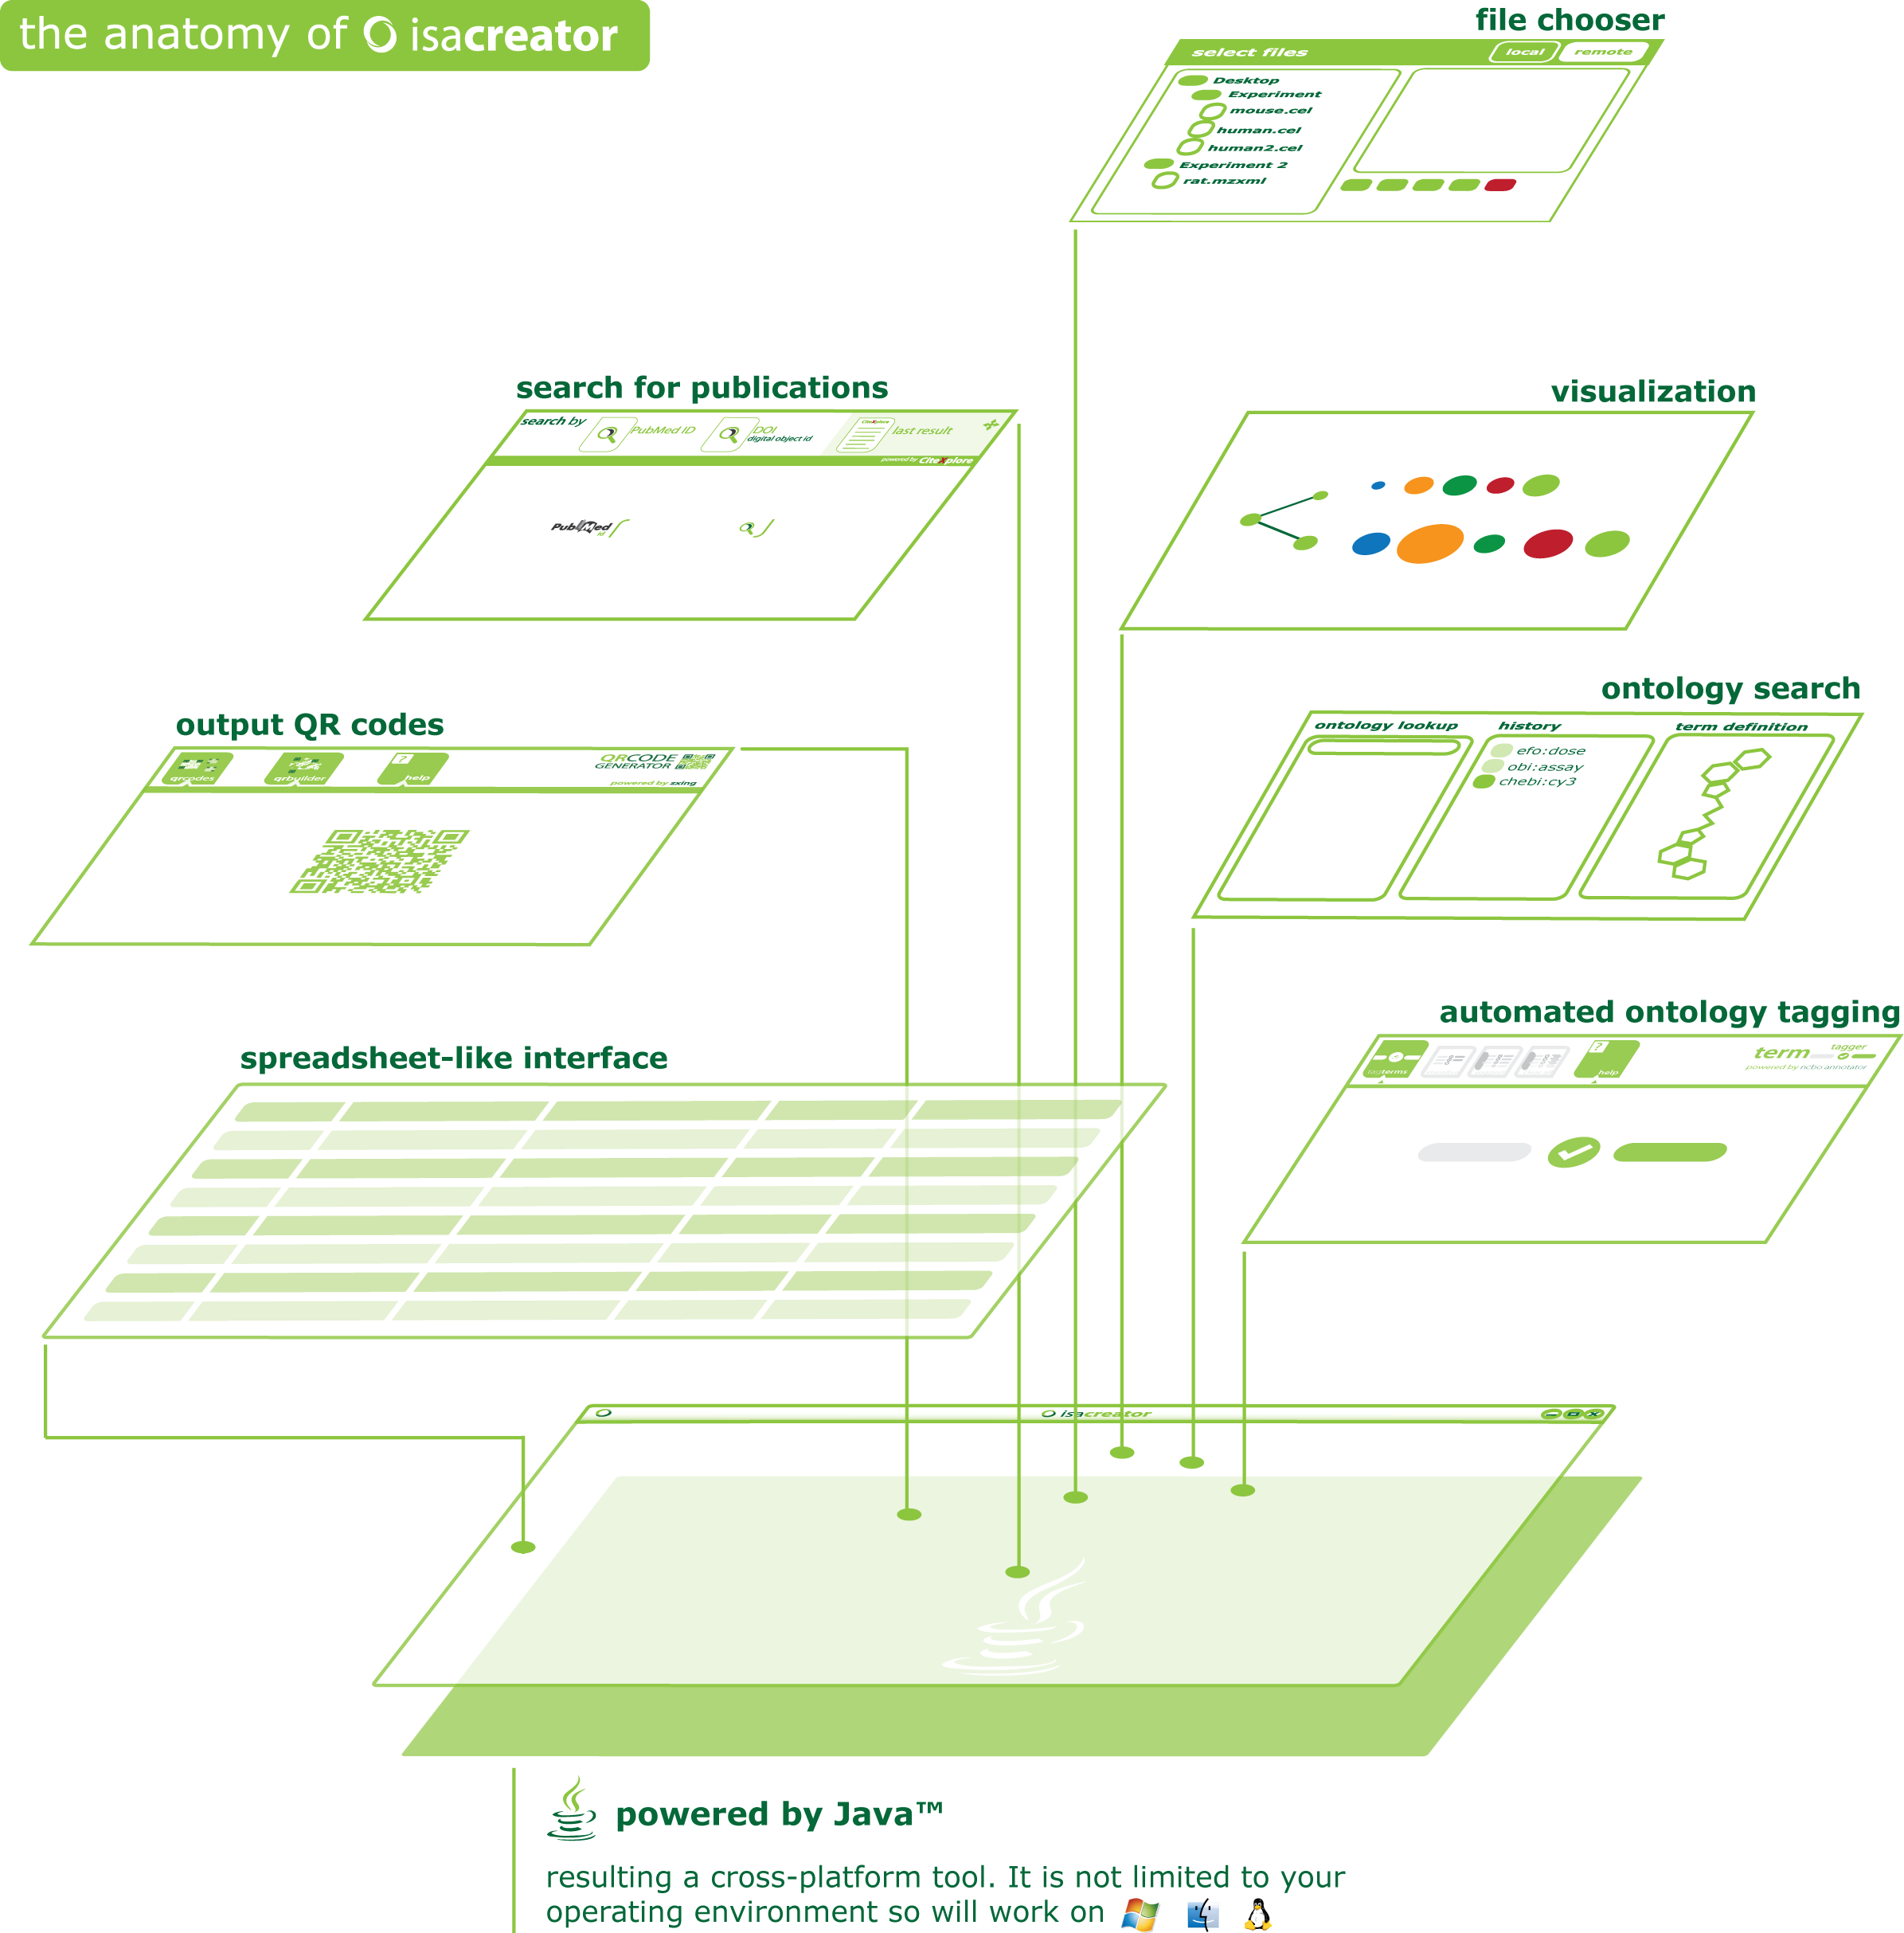 the anatomy of isacreator
file chooser
select files
local
remote
Desktop
Experiment
mouse.cel
human.cel
human2.cel
Experiment 2
rat.mzxml
search for publications
search by
PubMed ID
DOI
digital object id
CiteXplore
last result
powered by CiteXplore
PubMed
id
visualization
ontology search
ontology lookup
history
term definition
efo:dose
obi:assay
chebi:cy3
output QR codes
qrcodes
qrbuilder
?
help
QRCODE
GENERATOR
powered by zxing
automated ontology tagging
terms
?
help
term
tagger
powered by ncbo annotator
spreadsheet-like interface
isacreator
powered by Java™
resulting a cross-platform tool. It is not limited to your
operating environment so will work on